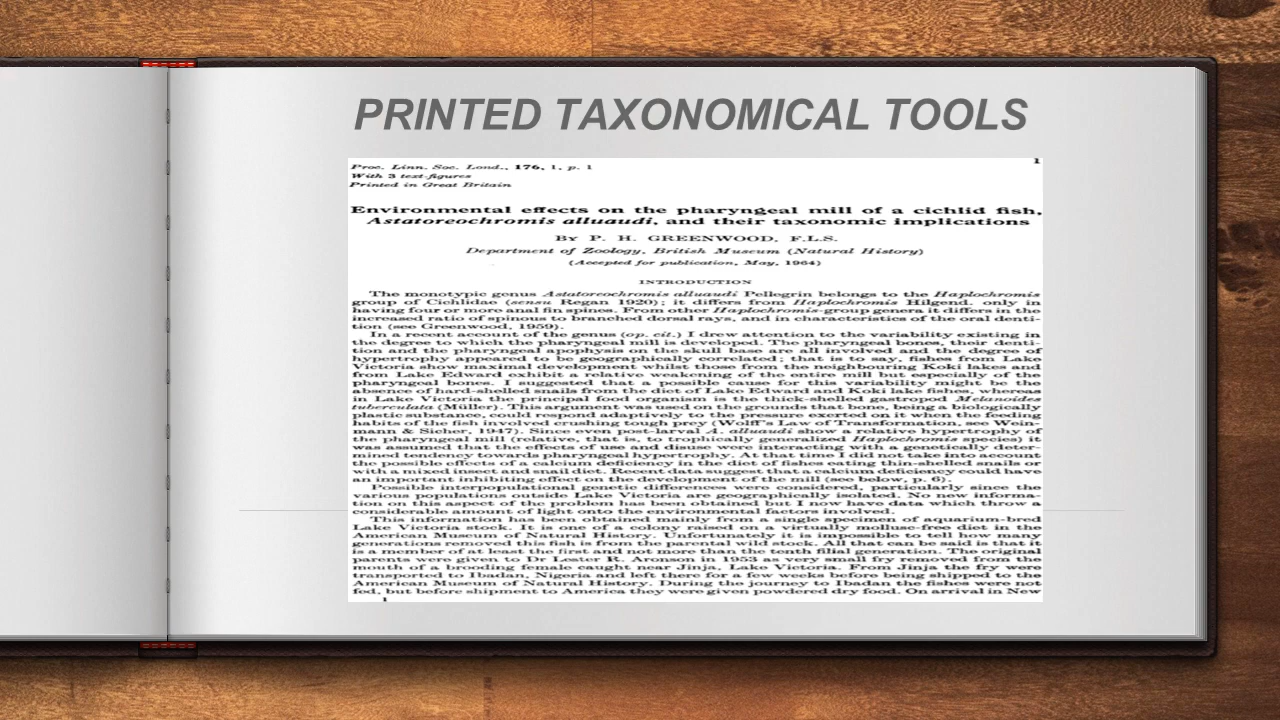 PRINTED TAXONOMICAL TOOLS
1
Proc. Linn. Soc. Lond., 176, 1, p. 1
With 3 text-figures
Printed in Great Britain
Environmental effects on the pharyngeal mill of a cichlid fish,
Astatoreochromis alluaudi, and their taxonomic implications
By P. H. GREENWOOD, F.L.S.
Department of Zoology, British Museum (Natural History)
(Accepted for publication, May, 1964)
INTRODUCTION
The monotypic genus Astatoreochromis alluaudi Pellegrin belongs to the Haplochromis
group of Cichlidae (sensu Regan 1920); it differs from Haplochromis Hilgend. only in
having four or more anal fin spines. From other Haplochromis-group genera it differs in the
increased ratio of spinous to branched dorsal rays, and in characteristics of the oral denti-
tion (see Greenwood, 1959).
In a recent account of the genus (op. cit.) I drew attention to the variability existing in
the degree to which the pharyngeal mill is developed. The pharyngeal bones, their denti-
tion and the pharyngeal apophysis on the skull base are all involved and the degree of
hypertrophy appeared to be geographically correlated; that is to say, fishes from Lake
Victoria show maximal development whilst those from the neighbouring Koki lakes and
from Lake Edward exhibit a relative weakening of the entire mill but especially of the
pharyngeal bones. I suggested that a possible cause for this variability might be the
absence of hard-shelled snails from the diet of Lake Edward and Koki lake fishes, whereas
in Lake Victoria the principal food organism is the thick-shelled gastropod Melanoides
tuberculata (Müller). This argument was used on the grounds that bone, being a biologically
plastic substance, could respond adaptively to the pressure exerted on it when the feeding
habits of the fish involved crushing tough prey (Wolff's Law of Transformation, see Wein-
mann & Sicher, 1947). Since even post-larval A. alluaudi show a relative hypertrophy of
the pharyngeal mill (relative, that is, to trophically generalized Haplochromis species) it
was assumed that the effects of use and disuse were interacting with a genetically deter-
mined tendency towards pharyngeal hypertrophy. At that time I did not take into account
the possible effects of a calcium deficiency in the diet of fishes eating thin-shelled snails or
with a mixed insect and snail diet. Recent data suggest that a calcium deficiency could have
an important inhibiting effect on the development of the mill (see below, p. 6).
Possible interpopulational genetic differences were considered, particularly since the
various populations outside Lake Victoria are geographically isolated. No new informa-
tion on this aspect of the problem has been obtained but I now have data which throw a
considerable amount of light onto the environmental factors involved.
This information has been obtained mainly from a single specimen of aquarium-bred
Lake Victoria stock. It is one of a colony raised on a virtually mollusc-free diet in the
American Museum of Natural History. Unfortunately it is impossible to tell how many
generations removed this fish is from the parental wild stock. All that can be said is that it
is a member of at least the first and not more than the tenth filial generation. The original
parents were given to Dr Lester R. Aronson in 1953 as very small fry removed from the
mouth of a brooding female caught near Jinja, Lake Victoria. From Jinja the fry were
transported to Ibadan, Nigeria and left there for a few weeks before being shipped to the
American Museum of Natural History. During the journey to Ibadan the fishes were not
fed, but before shipment to America they were given powdered dry food. On arrival in New
1